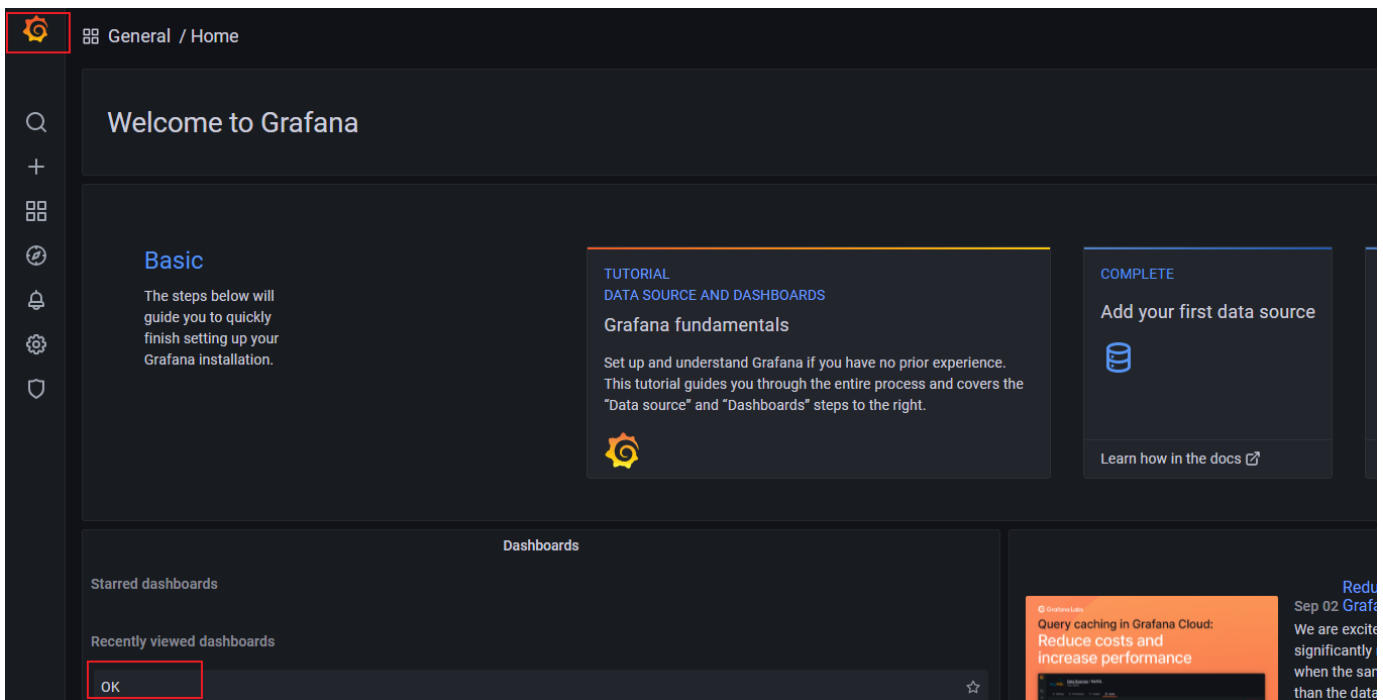 General / Home
Welcome to Grafana
Basic
The steps below will
guide you to quickly
finish setting up your
Grafana installation.
TUTORIAL
DATA SOURCE AND DASHBOARDS
Grafana fundamentals
Set up and understand Grafana if you have no prior experience.
This tutorial guides you through the entire process and covers the
"Data source" and "Dashboards" steps to the right.
COMPLETE
Add your first data source
Learn how in the docs
Dashboards
Starred dashboards
Recently viewed dashboards
OK
Grafana Labs
Query caching in Grafana Cloud:
Reduce costs and
increase performance
Redu
Sep 02 Grafa
We are excite
significantly
when the sam
than the data